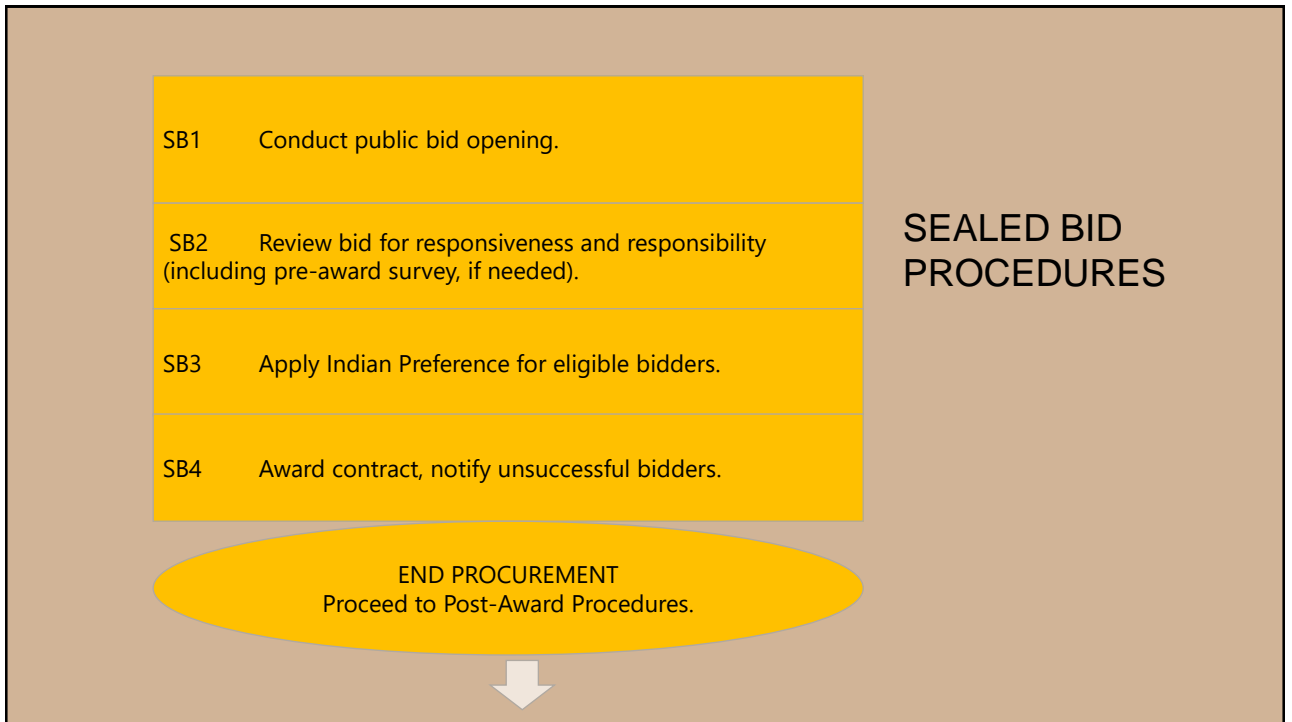 SB1 Conduct public bid opening.
SB2 Review bid for responsiveness and responsibility
(including pre-award survey, if needed).
SB3 Apply Indian Preference for eligible bidders.
SB4 Award contract, notify unsuccessful bidders.
END PROCUREMENT
Proceed to Post-Award Procedures.
SEALED BID
PROCEDURES